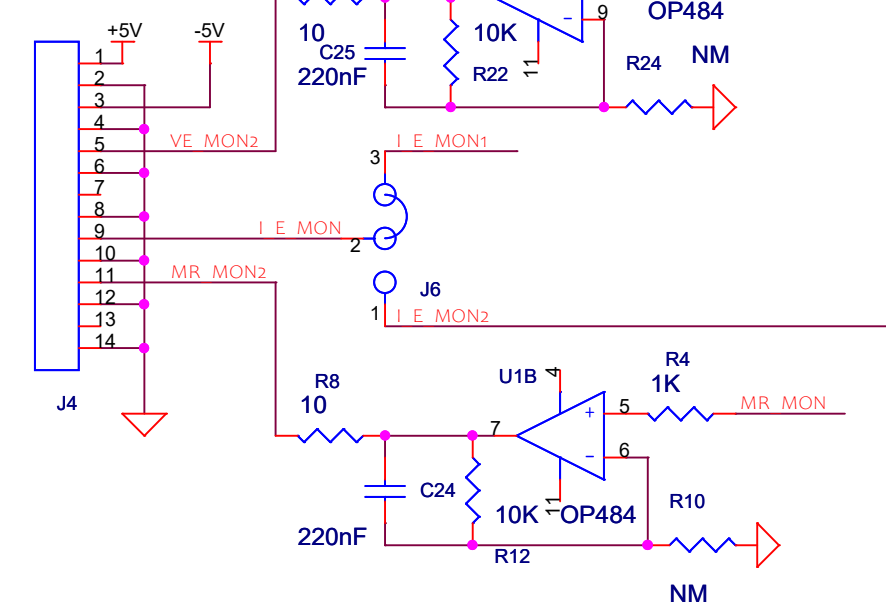 +5V
-5V
1
2
3
4
5
6
7
8
9
10
11
12
13
14
J4
VE_MON2
I_E_MON
MR_MON2
10
C25
220nF
10K
R22
11
-
9
OP484
R24
NM
3
I_E_MON1
2
J6
1
I_E_MON2
R8
10
C24
220nF
7
U1B
4
+
5
-
6
11
10K
OP484
R12
R4
1K
MR_MON
R10
NM